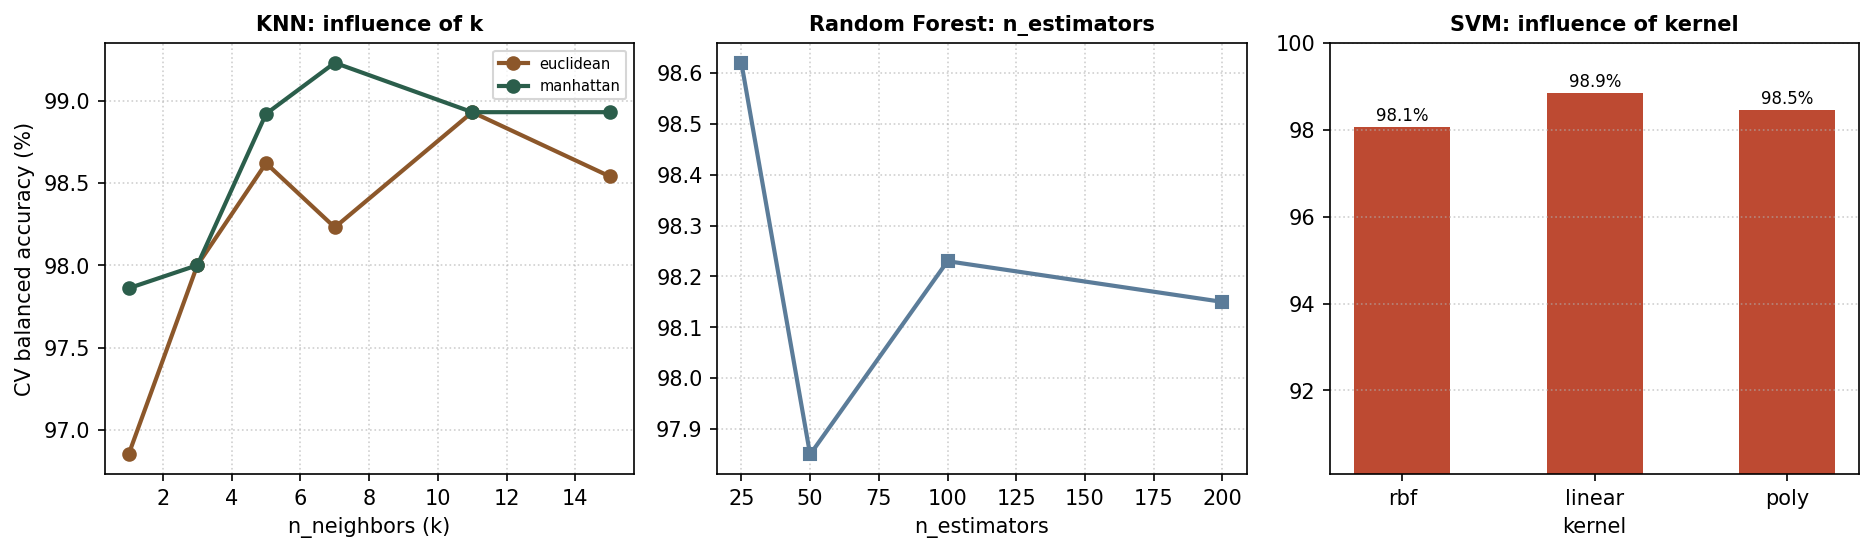 KNN: influence of k
CV balanced accuracy (%)
99.0
98.5
98.0
97.5
97.0
euclidean
manhattan
2 4 6 8 10 12 14
n_neighbors (k)
Random Forest: n_estimators
98.6
98.5
98.4
98.3
98.2
98.1
98.0
97.9
25 50 75 100 125 150 175 200
n_estimators
SVM: influence of kernel
100
98
96
94
92
98.1%
98.9%
98.5%
rbf linear poly
kernel